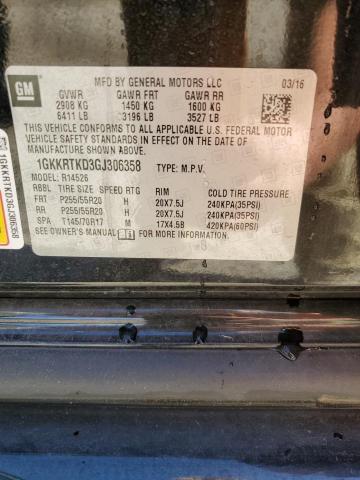 GM
MFD BY GENERAL MOTORS LLC 03/16
GVWR GAWR FRT GAWR RR
2908 KG 1450 KG 1600 KG
6411 LB 3196 LB 3527 LB
THIS VEHICLE CONFORMS TO ALL APPLICABLE U.S. FEDERAL MOTOR
VEHICLE SAFETY STANDARDS IN EFFECT ON THE DATE OF
MANUFACTURE SHOWN ABOVE.
1GKKRTKD3GJ306358 TYPE: M.P.V.
MODEL: R14526
RBBL TIRE SIZE SPEED RTG RIM COLD TIRE PRESSURE
FRT P255/55R20 H 20X7.5J 240KPA(35PSI)
RR P255/55R20 H 20X7.5J 240KPA(35PSI)
SPA T145/70R17 M 17X4.5B 420KPA(60PSI)
SEE OWNER'S MANUAL
1GKKRTKD3GJ306358